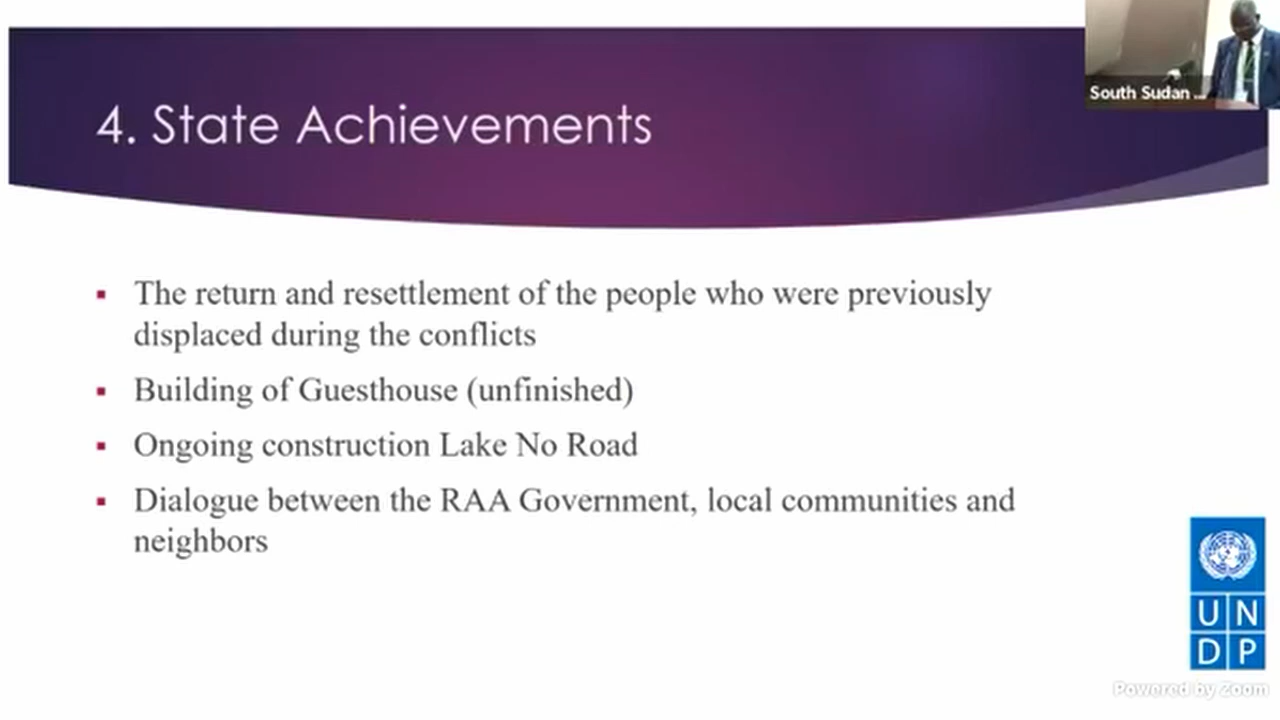 South Sudan ...
4. State Achievements
The return and resettlement of the people who were previously
displaced during the conflicts
Building of Guesthouse (unfinished)
Ongoing construction Lake No Road
Dialogue between the RAA Government, local communities and
neighbors
U N
D P
Powered by Zoom